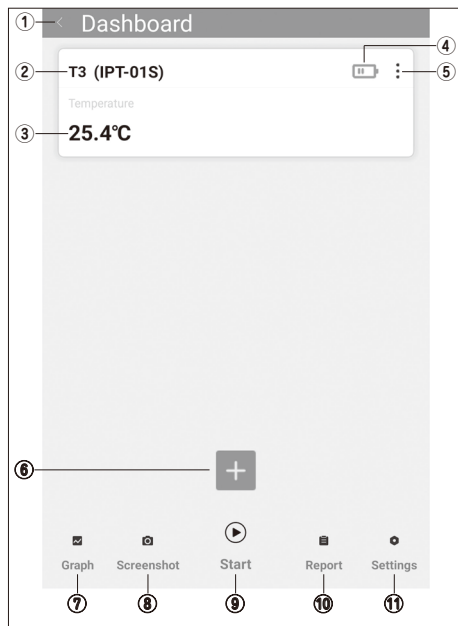 ① Dashboard
④
② T3 (IPT-01S) ⑤
Temperature
③ 25.4℃
⑥
Graph Screenshot Start Report Settings
⑦ ⑧ ⑨ ⑩ ⑪